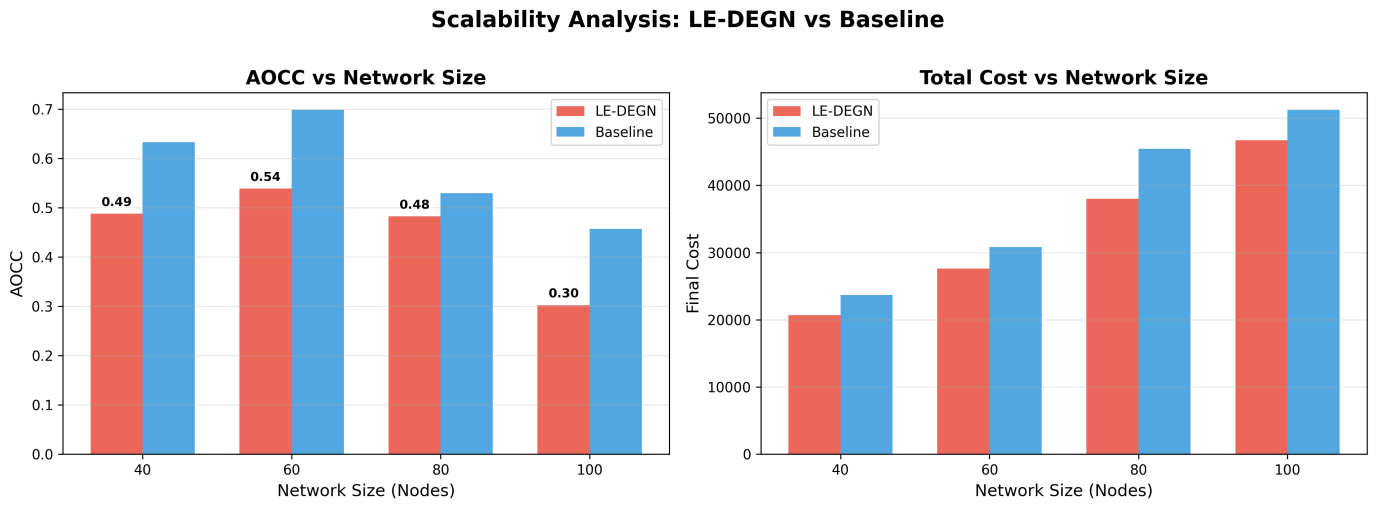 Scalability Analysis: LE-DEGN vs Baseline
AOCC vs Network Size
LE-DEGN
Baseline
AOCC
0.7
0.6
0.5
0.4
0.3
0.2
0.1
0.0
0.49
0.54
0.48
0.30
40
60
80
100
Network Size (Nodes)
Total Cost vs Network Size
LE-DEGN
Baseline
Final Cost
50000
40000
30000
20000
10000
0
40
60
80
100
Network Size (Nodes)